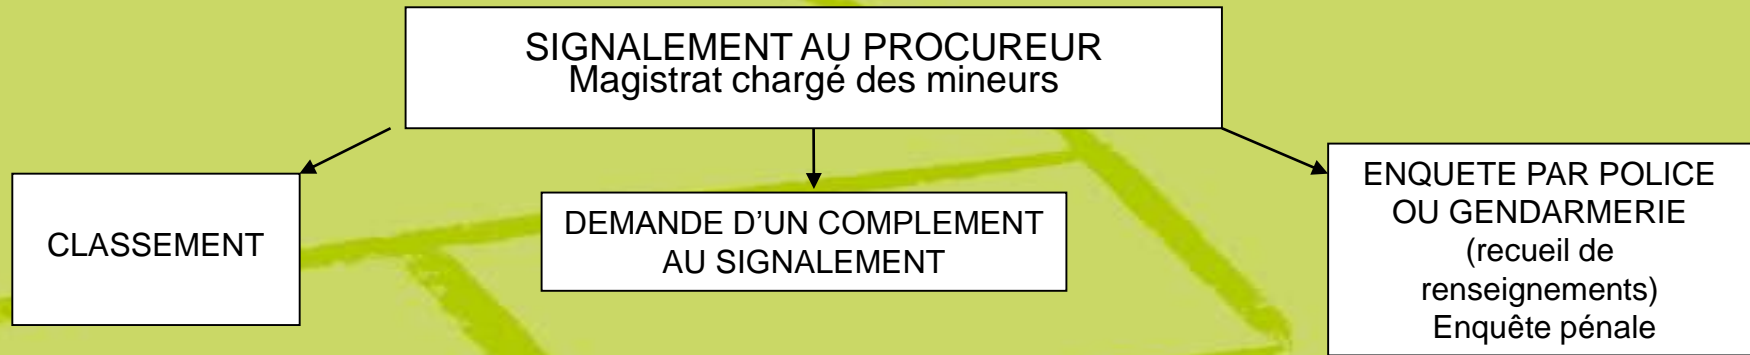 SIGNALEMENT AU PROCUREUR
Magistrat chargé des mineurs
CLASSEMENT
DEMANDE D’UN COMPLEMENT
AU SIGNALEMENT
ENQUETE PAR POLICE
OU GENDARMERIE
(recueil de
renseignements)
Enquête pénale